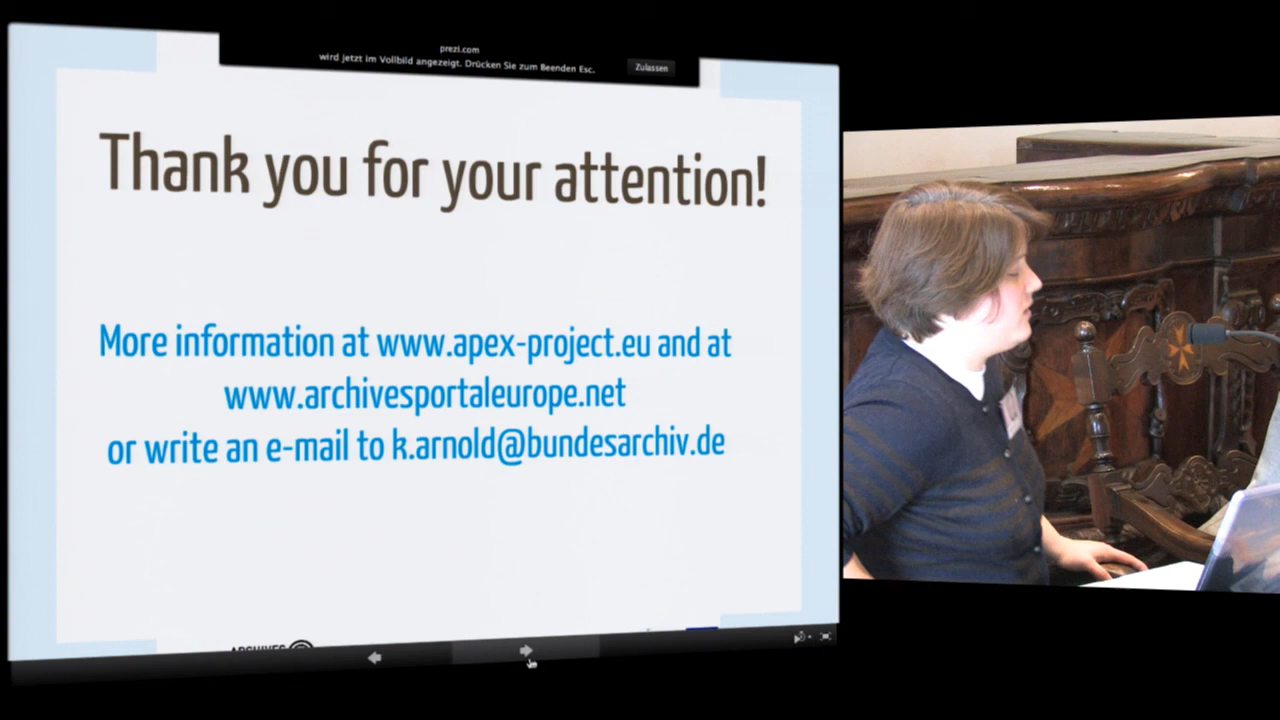 prezi.com
wird jetzt im Vollbild angezeigt. Drücken Sie zum Beenden Esc.
Zulassen
Thank you for your attention!
More information at www.apex-project.eu and at
www.archivesportaleurope.net
or write an e-mail to k.arnold@bundesarchiv.de
ARCHIVES